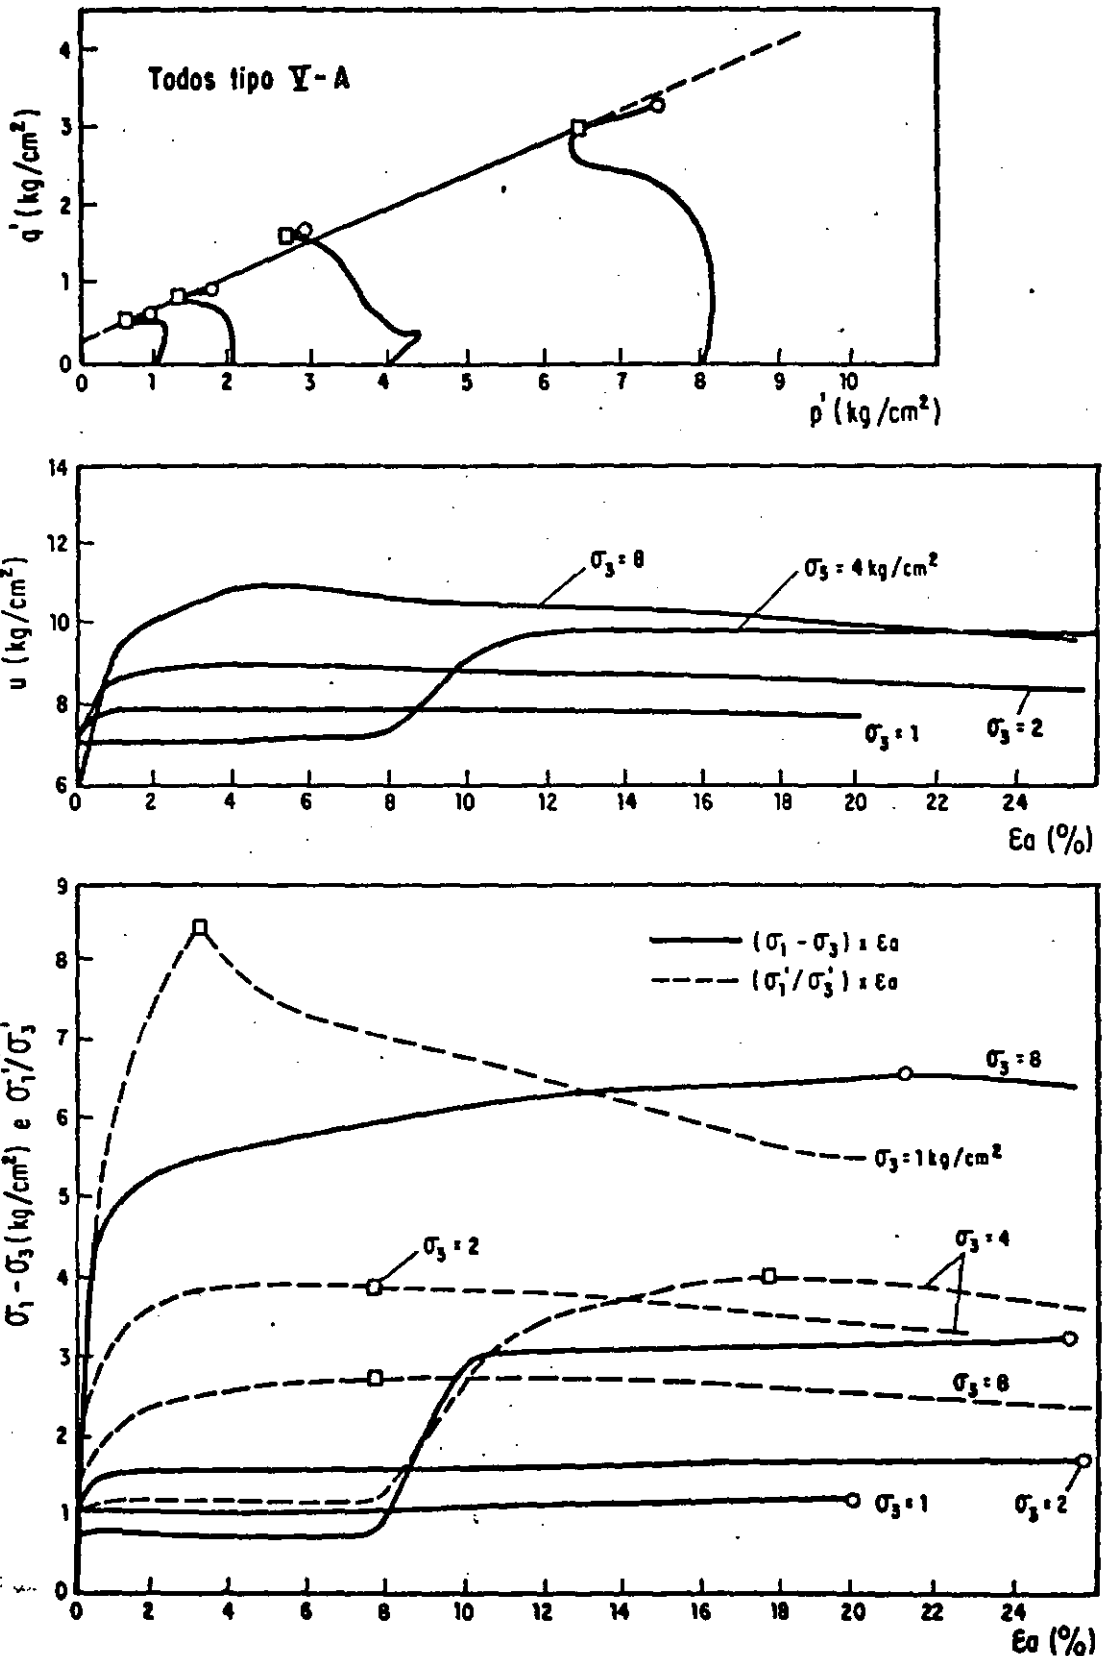 4
3
2
1
0
q' (kg/cm²)
Todos tipo V-A
0 1 2 3 4 5 6 7 8 9 10
p' (kg/cm²)
14
12
10
8
6
u (kg/cm²)
σ₃ = 8
σ₃ = 4 kg/cm²
σ₃ = 1
σ₃ = 2
0 2 4 6 8 10 12 14 16 18 20 22 24
εa (%)
9
8
7
6
5
4
3
2
1
0
σ₁ - σ₃ (kg/cm²) e σ₁'/σ₃'
(σ₁ - σ₃) x εa
(σ₁'/σ₃') x εa
σ₃ = 8
σ₃ = 1 kg/cm²
σ₃ = 2
σ₃ = 4
σ₃ = 8
σ₃ = 1
σ₃ = 2
0 2 4 6 8 10 12 14 16 18 20 22 24
εa (%)